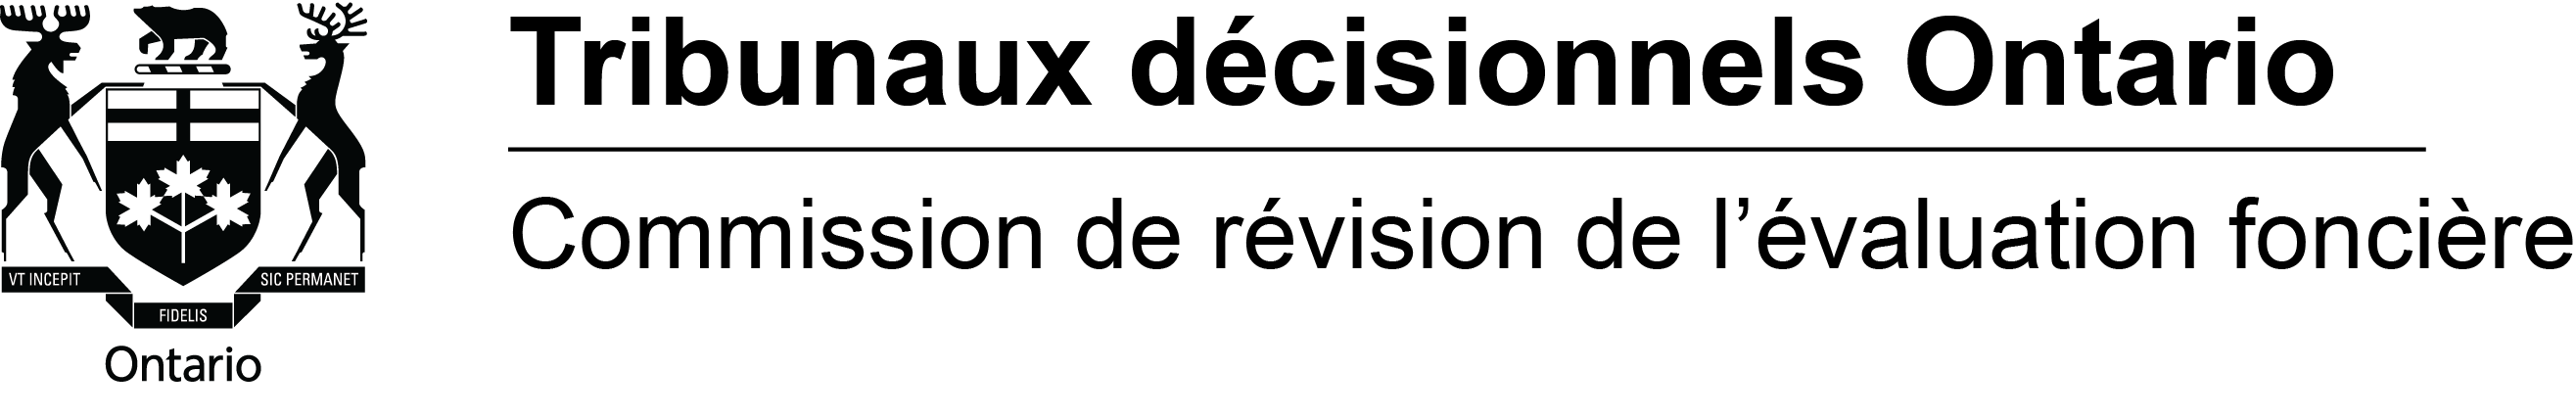 Tribunaux décisionnels Ontario
Commission de révision de l’évaluation foncière
VT INCEPIT
SIC PERMANET
FIDELIS
Ontario